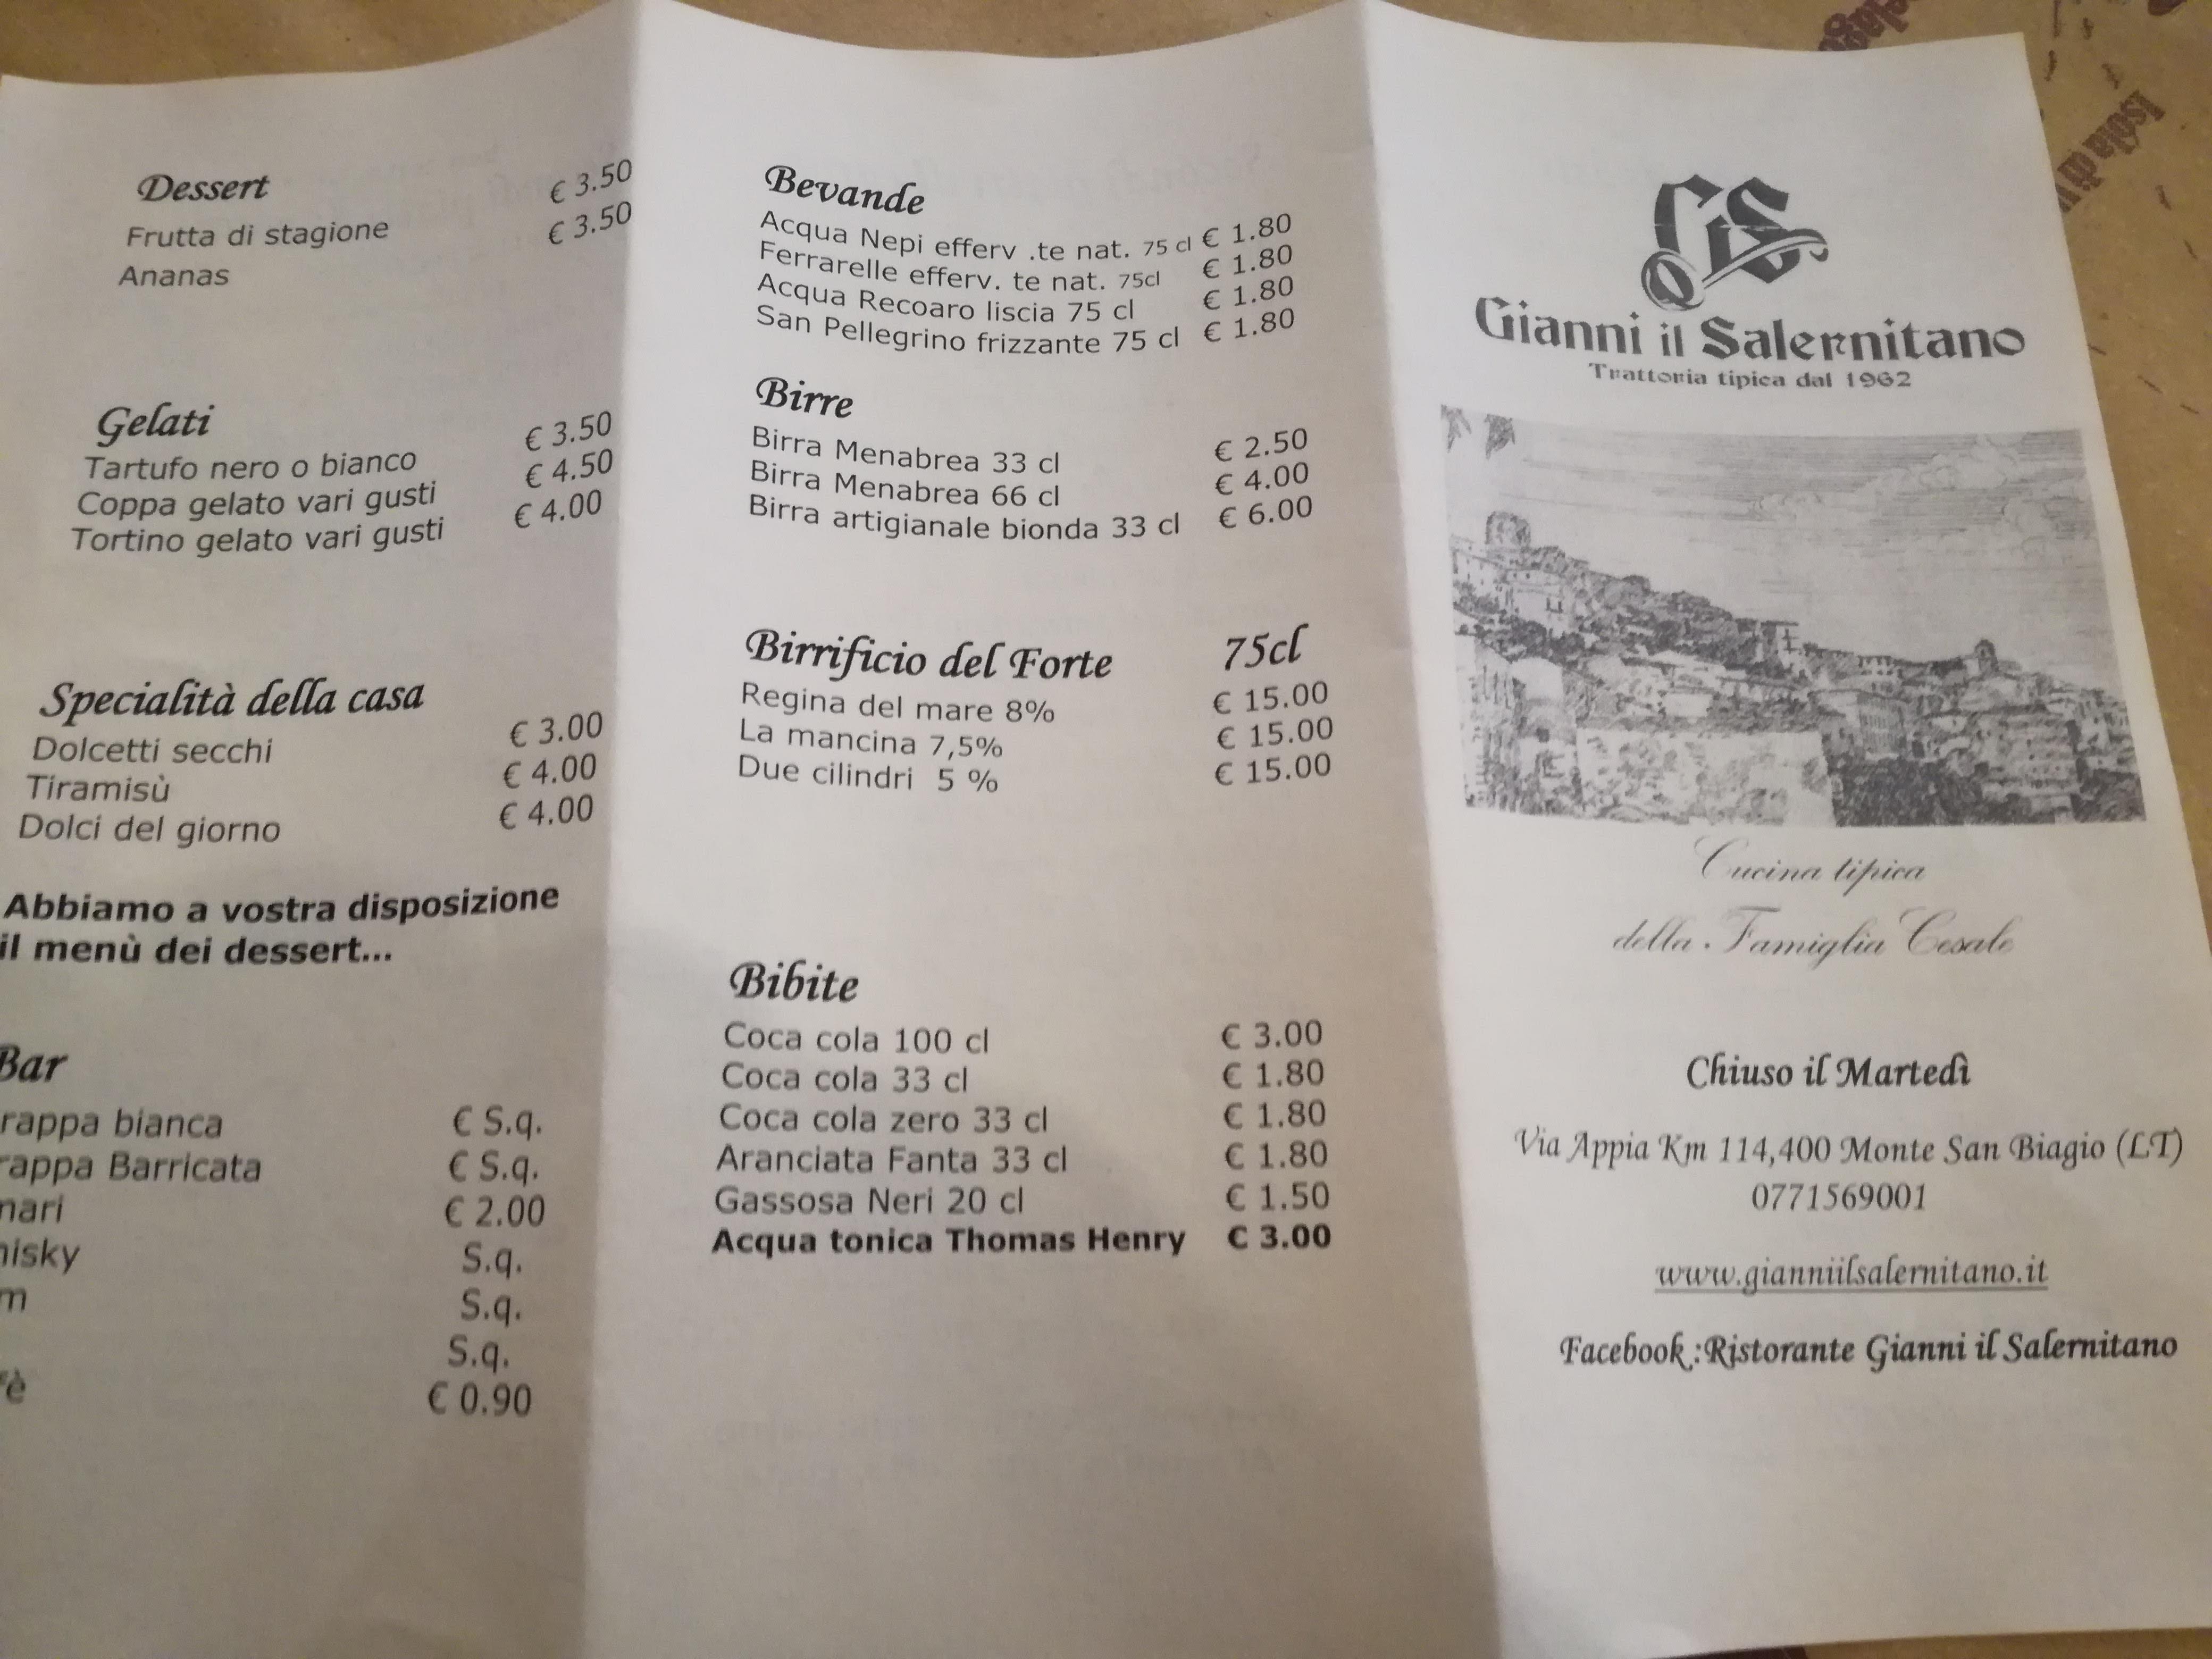 Dessert
Frutta di stagione € 3.50
Ananas € 3.50
Gelati
Tartufo nero o bianco € 3.50
Coppa gelato vari gusti € 4.50
Tortino gelato vari gusti € 4.00
Specialità della casa
Dolcetti secchi € 3.00
Tiramisù € 4.00
Dolci del giorno € 4.00
Abbiamo a vostra disposizione
il menù dei dessert...
Bar
rappa bianca € S.q.
rappa Barricata € S.q.
nari € 2.00
hisky S.q.
m S.q.
S.q.
fè € 0.90
Bevande
Acqua Nepi efferv .te nat. 75 cl € 1.80
Ferrarelle efferv. te nat. 75cl € 1.80
Acqua Recoaro liscia 75 cl € 1.80
San Pellegrino frizzante 75 cl € 1.80
Birre
Birra Menabrea 33 cl € 2.50
Birra Menabrea 66 cl € 4.00
Birra artigianale bionda 33 cl € 6.00
Birrificio del Forte 75cl
Regina del mare 8% € 15.00
La mancina 7,5% € 15.00
Due cilindri 5 % € 15.00
Bibite
Coca cola 100 cl € 3.00
Coca cola 33 cl € 1.80
Coca cola zero 33 cl € 1.80
Aranciata Fanta 33 cl € 1.80
Gassosa Neri 20 cl € 1.50
Acqua tonica Thomas Henry € 3.00
GiS
Gianni il Salernitano
Trattoria tipica dal 1962
Cucina tipica
della Famiglia Cesale
Chiuso il Martedì
Via Appia Km 114,400 Monte San Biagio (LT)
0771569001
www.gianniilsalernitano.it
Facebook:Ristorante Gianni il Salernitano